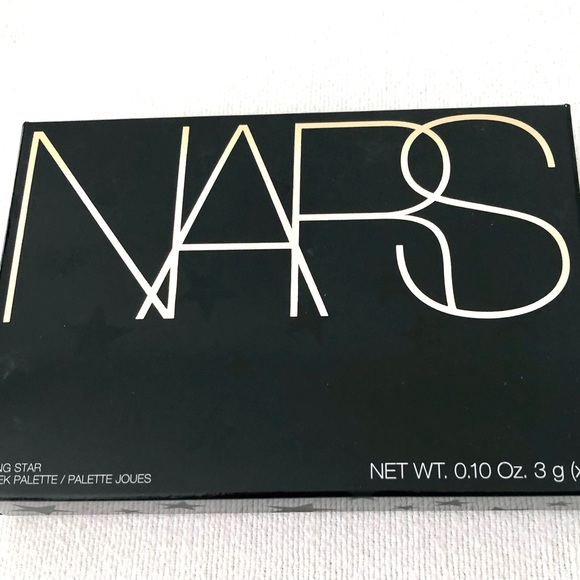 NARS
NG STAR
EK PALETTE / PALETTE JOUES
NET WT. 0.10 Oz. 3 g (x